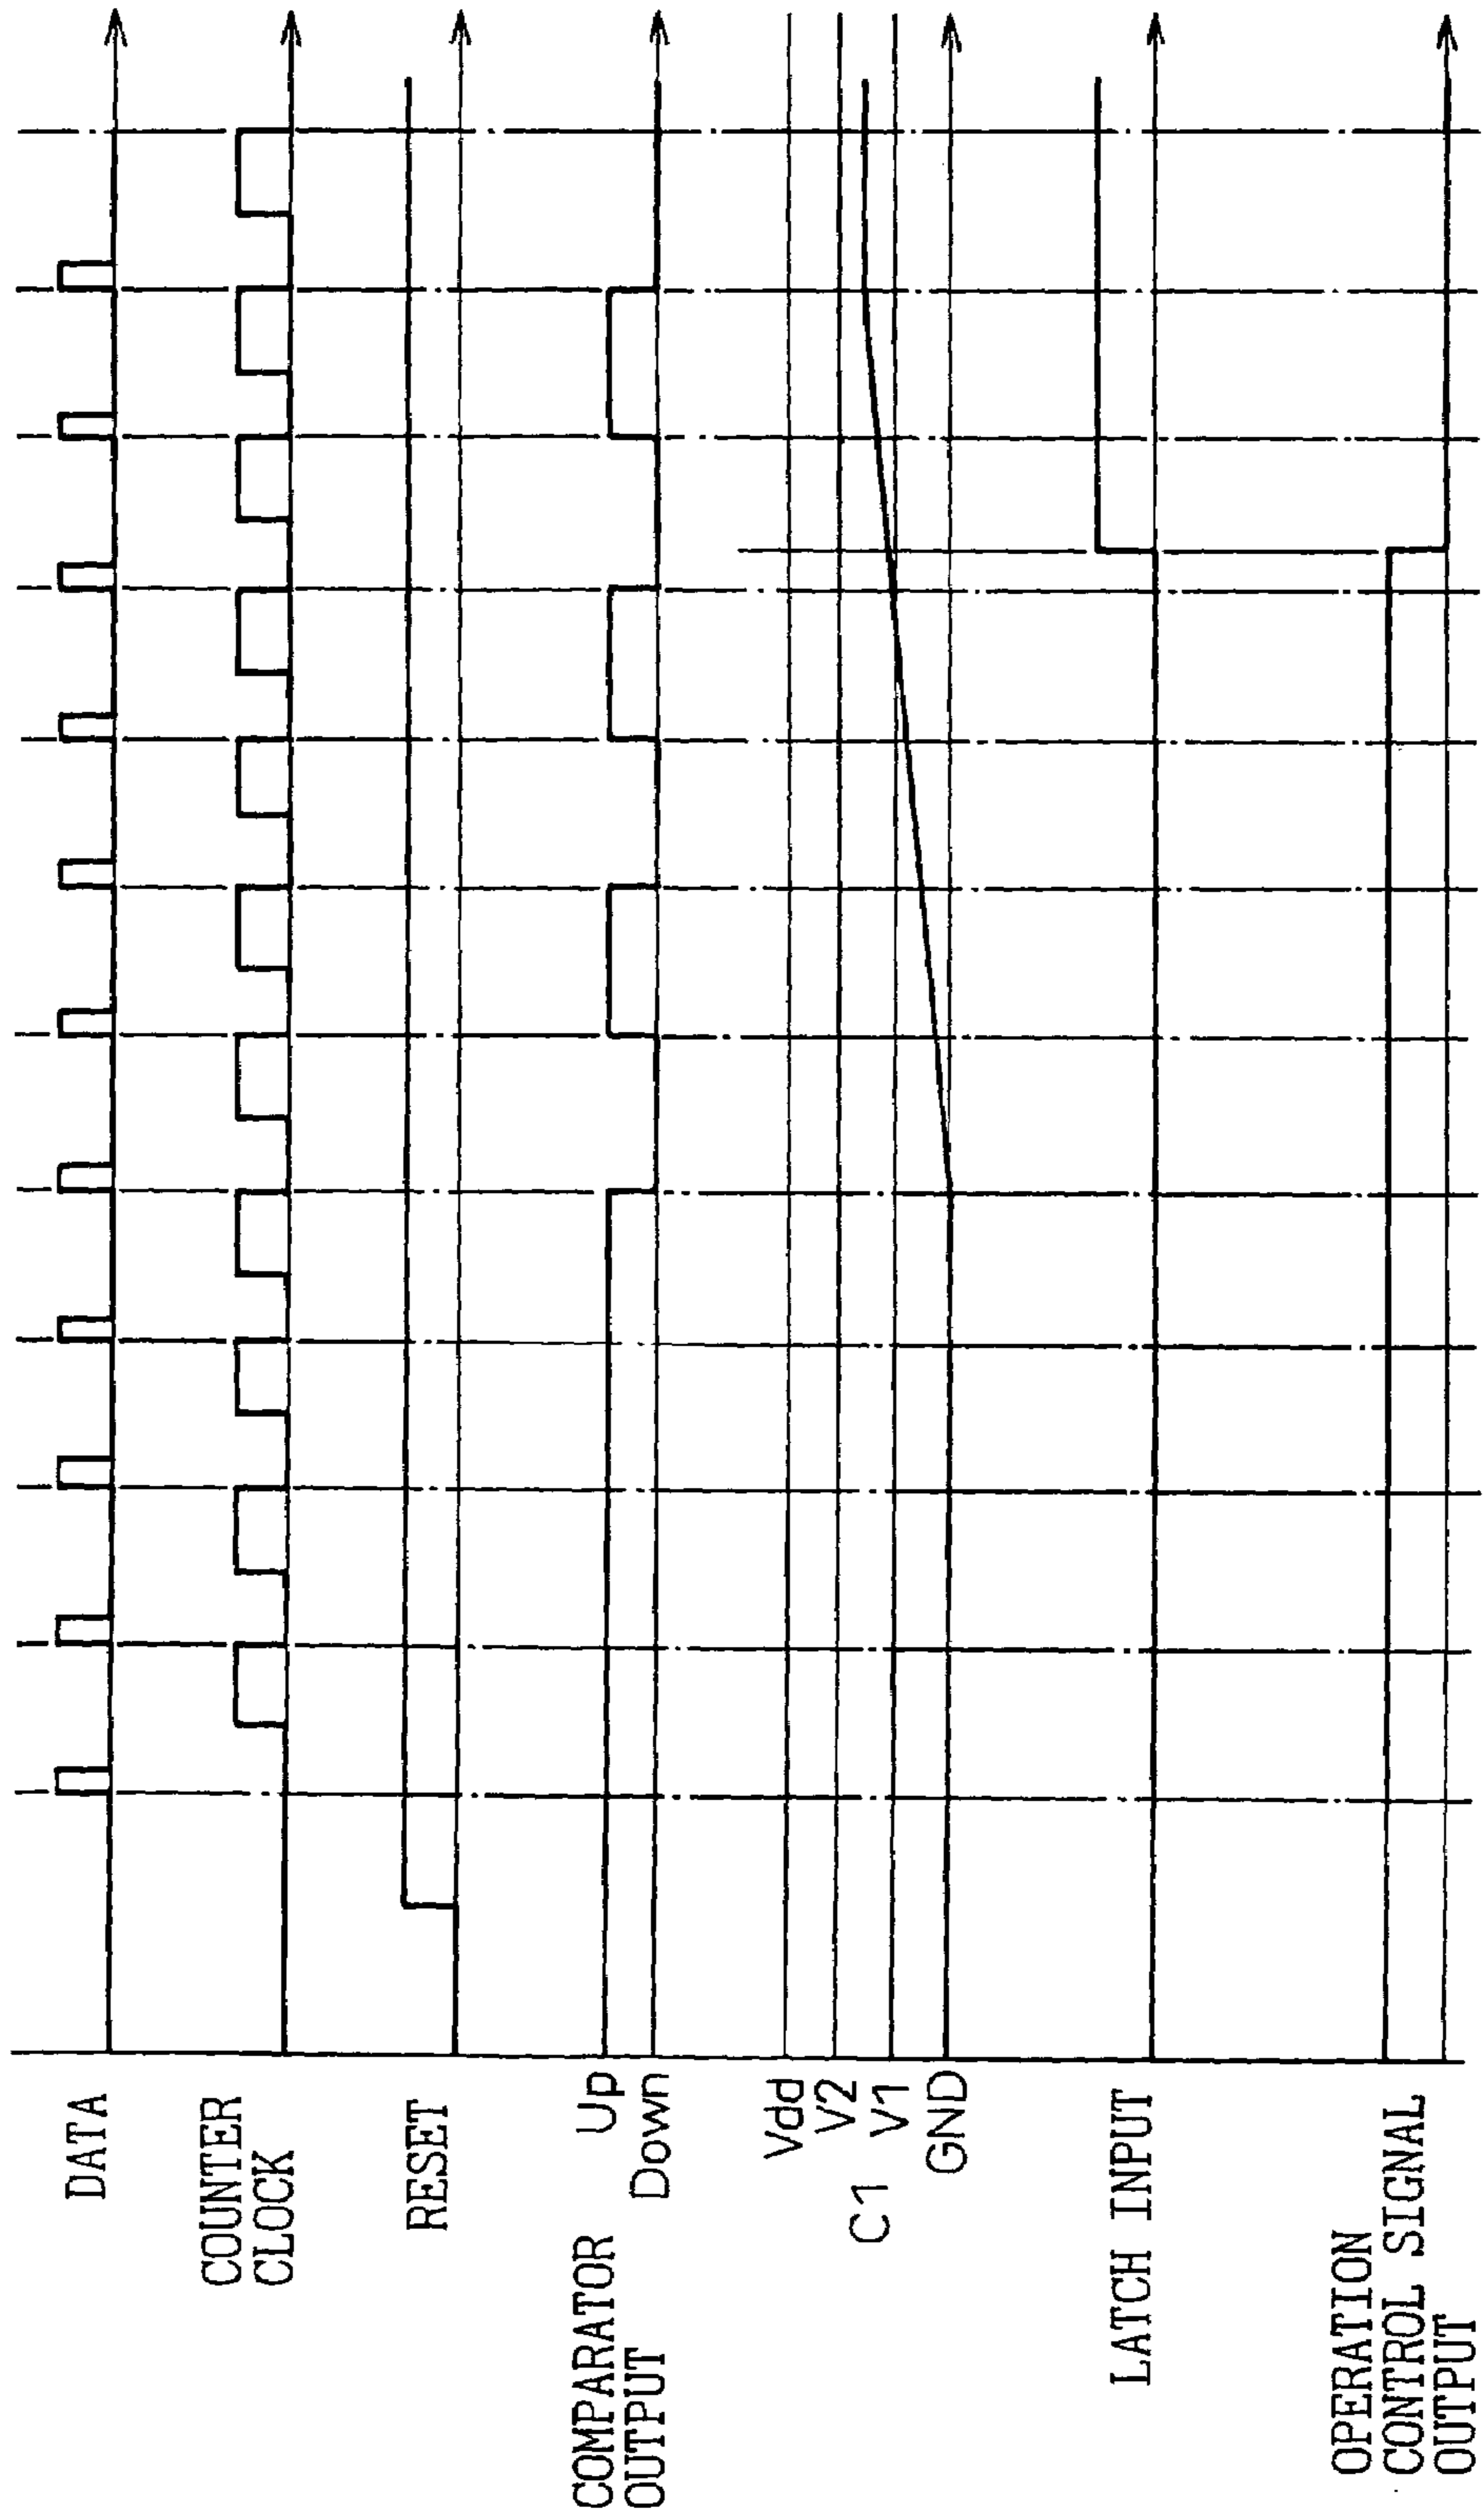 DATA
COUNTER
CLOCK
RESET
COMPARATOR
OUTPUT
Up
Down
Vdd
V2
C1
V1
GND
LATCH INPUT
OPERATION
CONTROL SIGNAL
OUTPUT